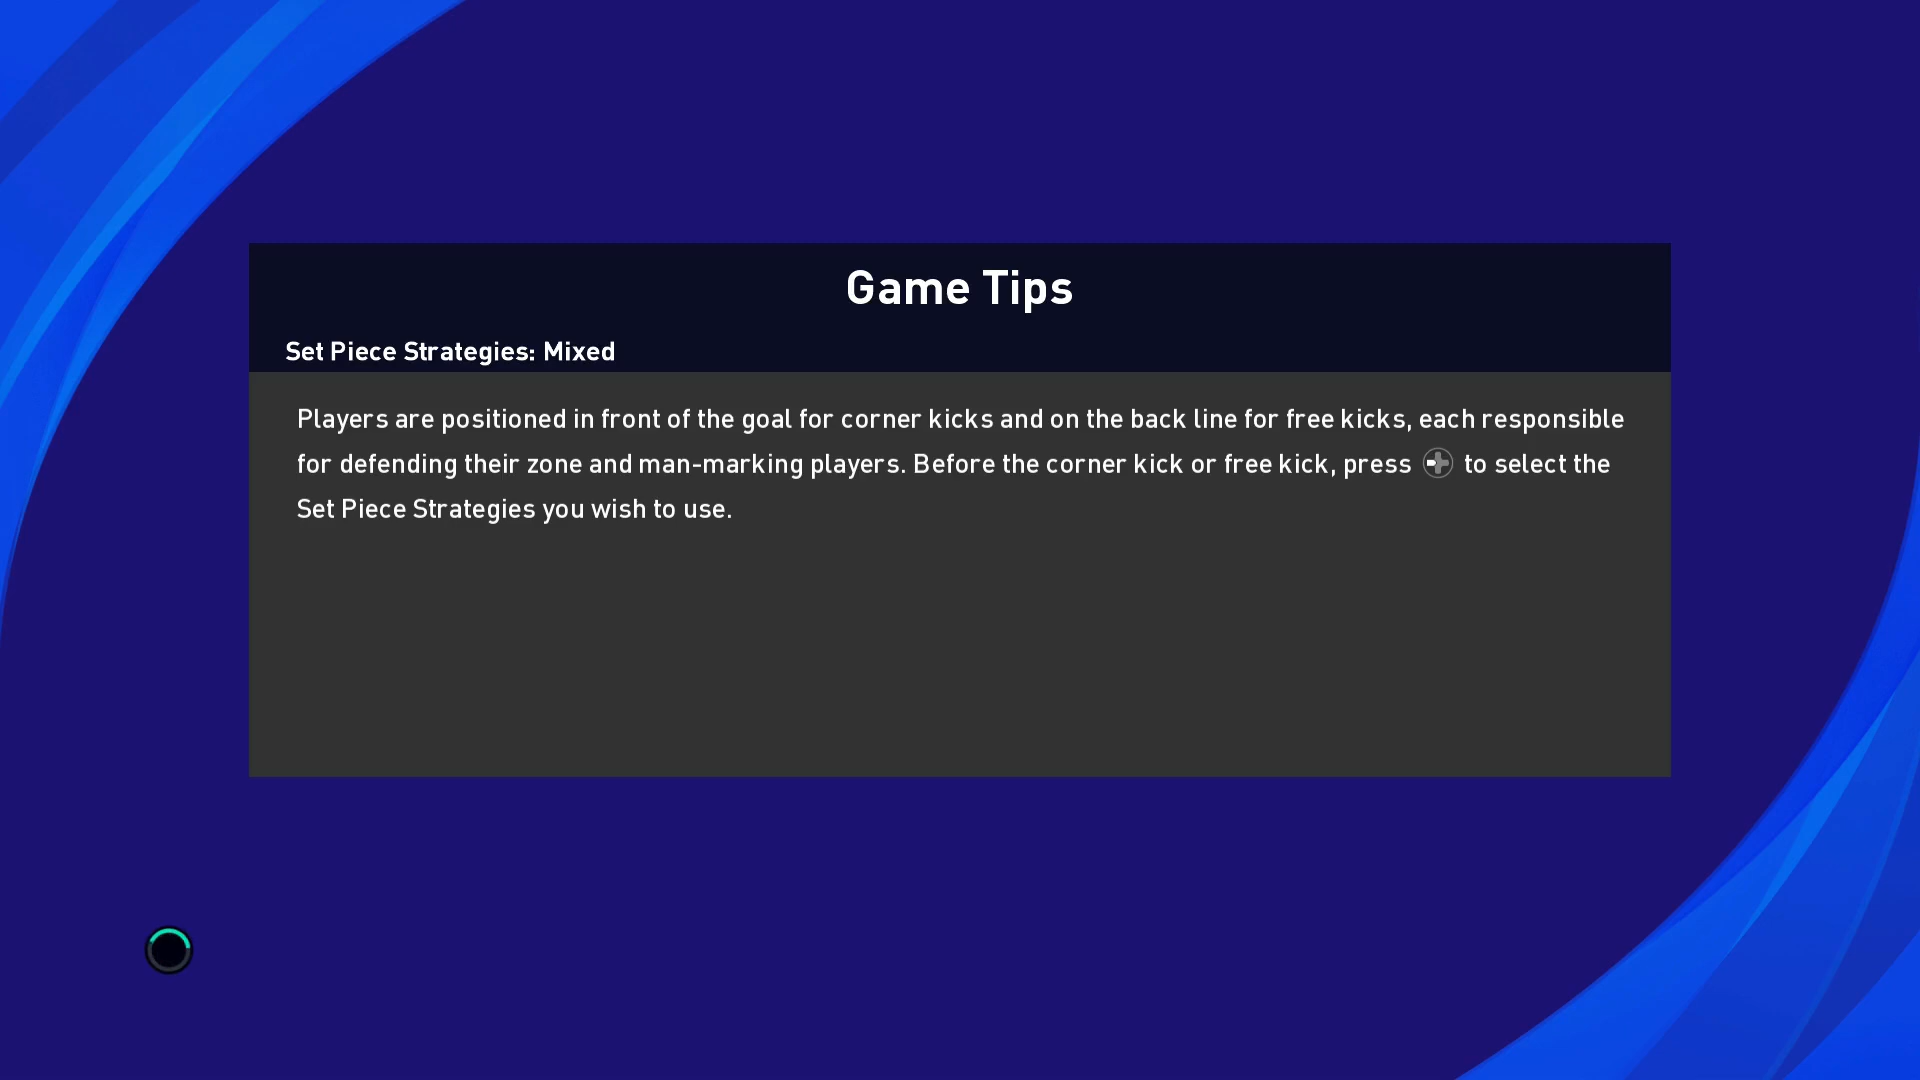 Game Tips
Set Piece Strategies: Mixed
Players are positioned in front of the goal for corner kicks and on the back line for free kicks, each responsible
for defending their zone and man-marking players. Before the corner kick or free kick, press to select the
Set Piece Strategies you wish to use.